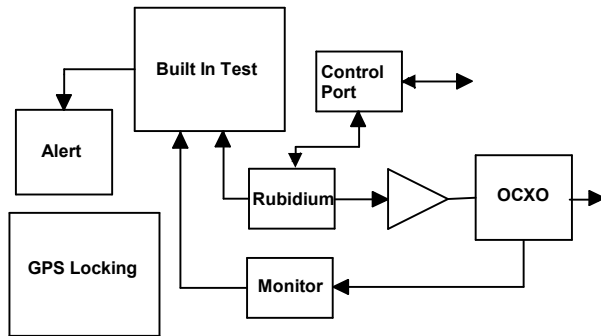 Built In Test
Control
Port
Alert
Rubidium
OCXO
GPS Locking
Monitor